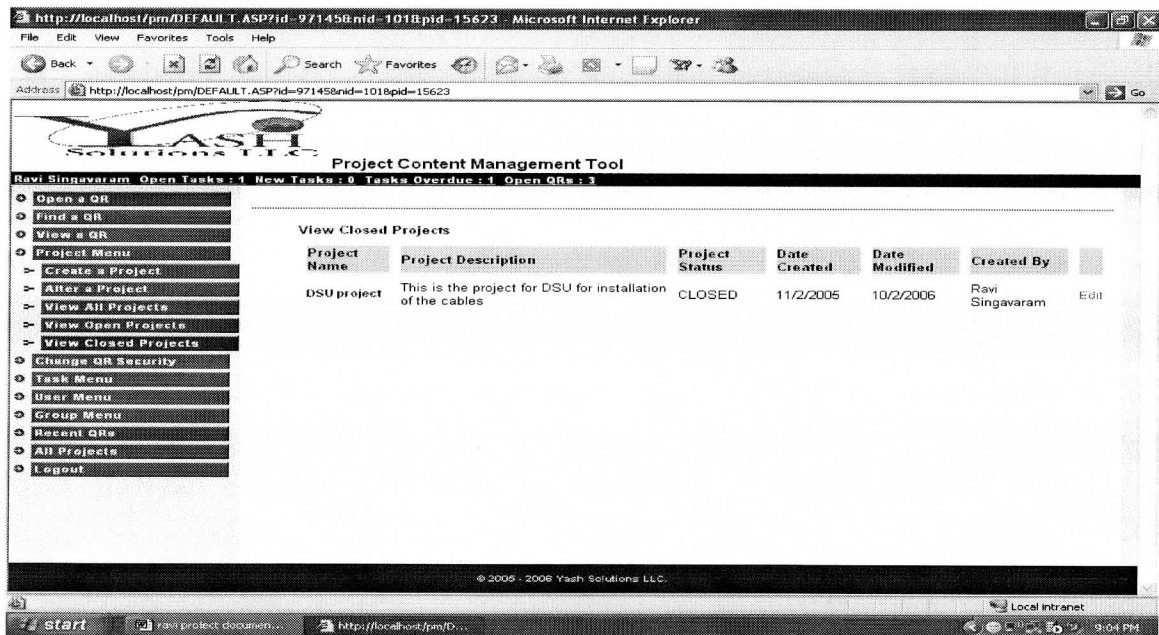 http://localhost/pm/DEFAULT.ASP?id=97145&nid=101&pid=15623 - Microsoft Internet Explorer
File Edit View Favorites Tools Help
Back Search Favorites
Address http://localhost/pm/DEFAULT.ASP?id=97145&nid=101&pid=15623 Go
YASH
Solutions LLC
Project Content Management Tool
Ravi Singavaram Open Tasks : 1 New Tasks : 0 Tasks Overdue : 1 Open QRs : 3
Open a QR
Find a QR
View a QR
Project Menu
Create a Project
Alter a Project
View All Projects
View Open Projects
View Closed Projects
Change QR Security
Task Menu
User Menu
Group Menu
Recent QRs
All Projects
Logout
View Closed Projects
Project Name Project Description Project Status Date Created Date Modified Created By
DSU project This is the project for DSU for installation of the cables CLOSED 11/2/2005 10/2/2006 Ravi Singavaram Edit
© 2005 - 2006 Yash Solutions LLC.
Local intranet
start ravi project documen... http://localhost/pm/D... 9:04 PM